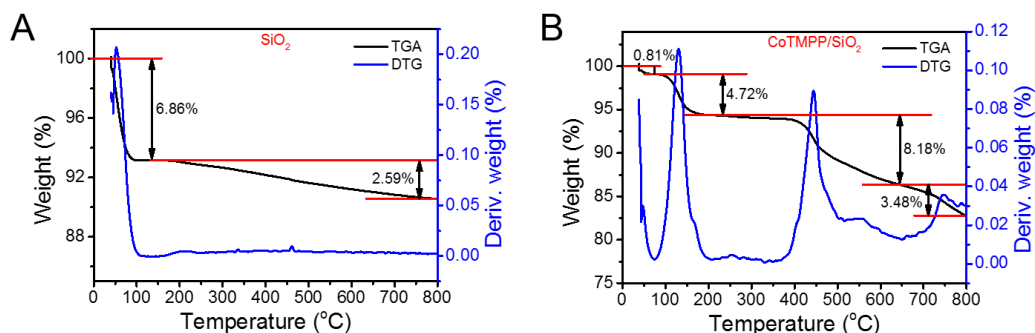 A
SiO₂
TGA
DTG
6.86%
2.59%
100
96
92
88
0.20
0.15
0.10
0.05
0.00
0 100 200 300 400 500 600 700 800
Weight (%)
Deriv. weight (%)
Temperature (°C)
B
CoTMPP/SiO₂
TGA
DTG
0.81%
4.72%
8.18%
3.48%
100
95
90
85
80
75
0.12
0.10
0.08
0.06
0.04
0.02
0.00
0 100 200 300 400 500 600 700 800
Weight (%)
Deriv. weight (%)
Temperature (°C)